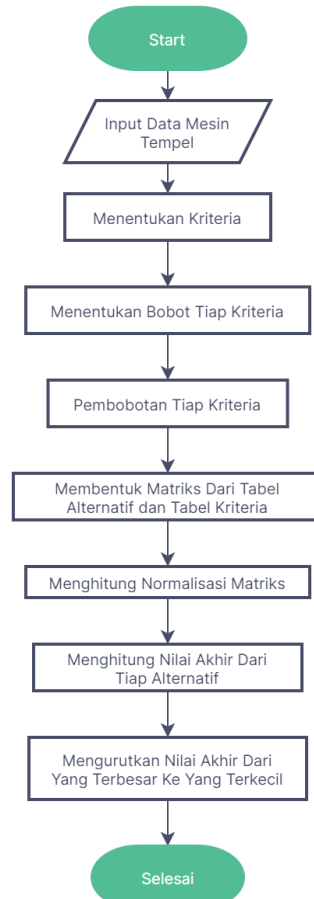 Start
Input Data Mesin
Tempel
Menentukan Kriteria
Menentukan Bobot Tiap Kriteria
Pembobotan Tiap Kriteria
Membentuk Matriks Dari Tabel
Alternatif dan Tabel Kriteria
Menghitung Normalisasi Matriks
Menghitung Nilai Akhir Dari
Tiap Alternatif
Mengurutkan Nilai Akhir Dari
Yang Terbesar Ke Yang Terkecil
Selesai